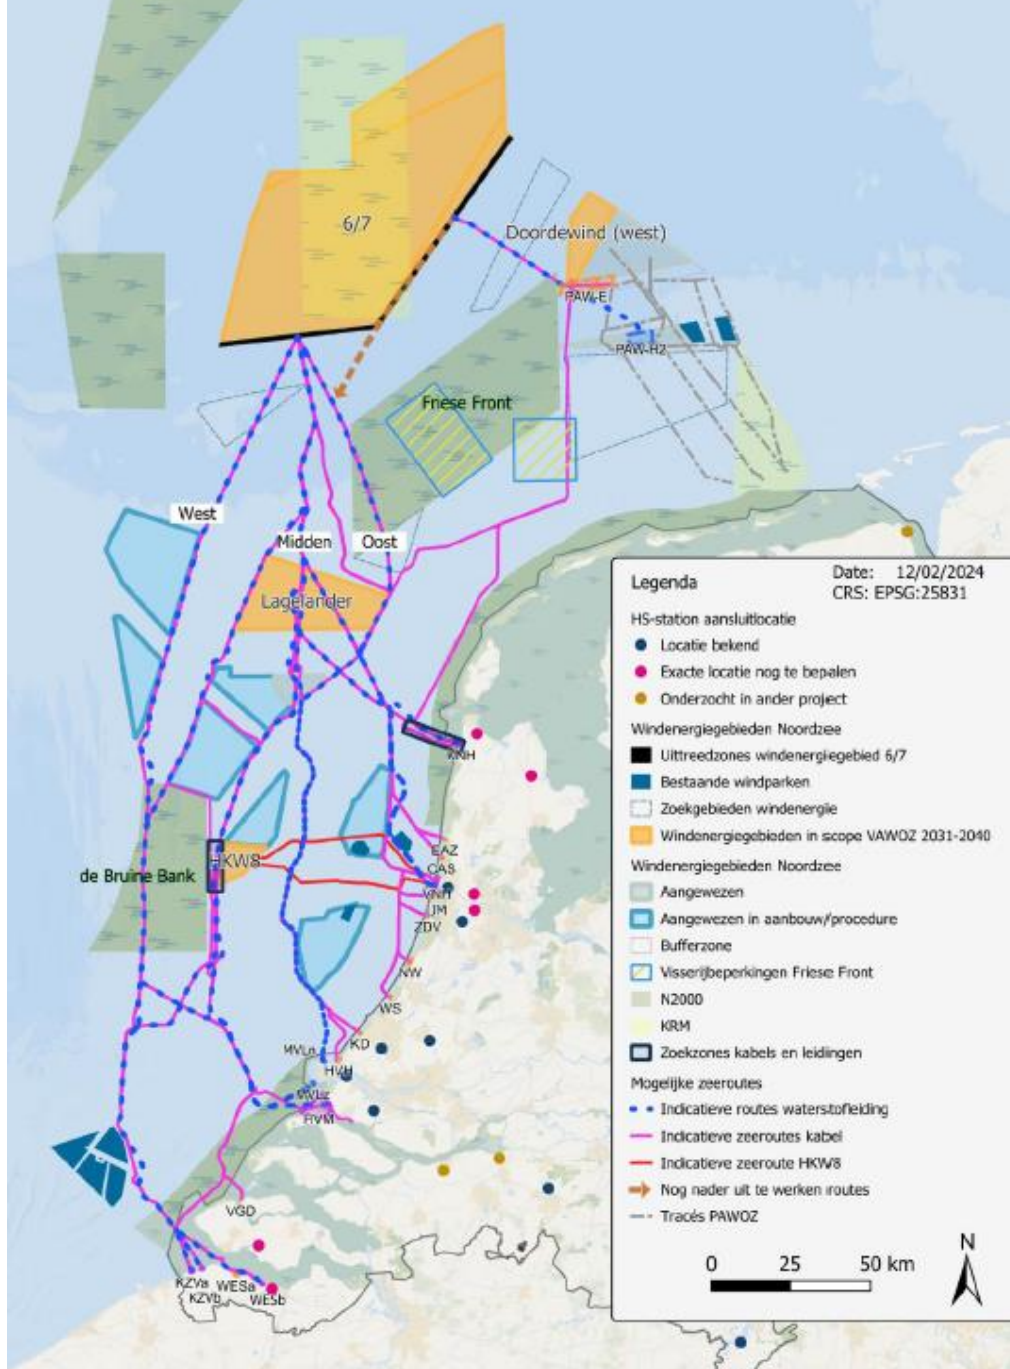 6/7
Doordewind (west)
PAW-E
PAW-H2
Friese Front
West
Midden
Oost
Lagelander
KNH
HKW8
de Bruine Bank
EAZ
OAS
VNH
IM
ZDV
NW
WS
KD
MVLn
HVH
MVLz
HVM
VGD
KZVa
KZVb
WESa
WESb
Legenda
Date: 12/02/2024
CRS: EPSG:25831
HS-station aansluitlocatie
Locatie bekend
Exacte locatie nog te bepalen
Onderzocht in ander project
Windenergiegebieden Noordzee
Uittreedzones windenergiegebied 6/7
Bestaande windparken
Zoekgebieden windenergie
Windenergiegebieden in scope VAWOZ 2031-2040
Windenergiegebieden Noordzee
Aangewezen
Aangewezen in aanbouw/procedure
Bufferzone
Visserijbeperkingen Friese Front
N2000
KRM
Zoekzones kabels en leidingen
Mogelijke zeeroutes
Indicatieve routes waterstofleiding
Indicatieve zeeroutes kabel
Indicatieve zeeroute HKW8
Nog nader uit te werken routes
Tracés PAWOZ
0 25 50 km
N